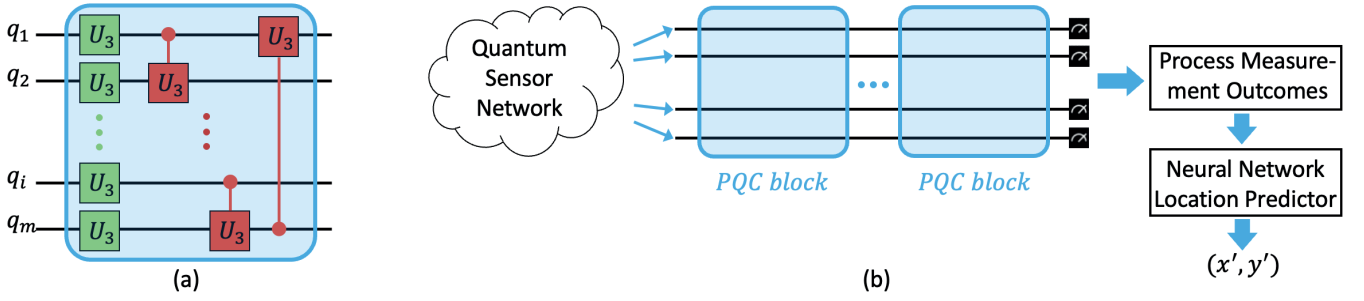 q₁ U₃ U₃
q₂ U₃ U₃
qᵢ U₃
qₘ U₃ U₃
(a)
Quantum
Sensor
Network
PQC block
PQC block
(b)
Process Measure-
ment Outcomes
Neural Network
Location Predictor
(x′, y′)